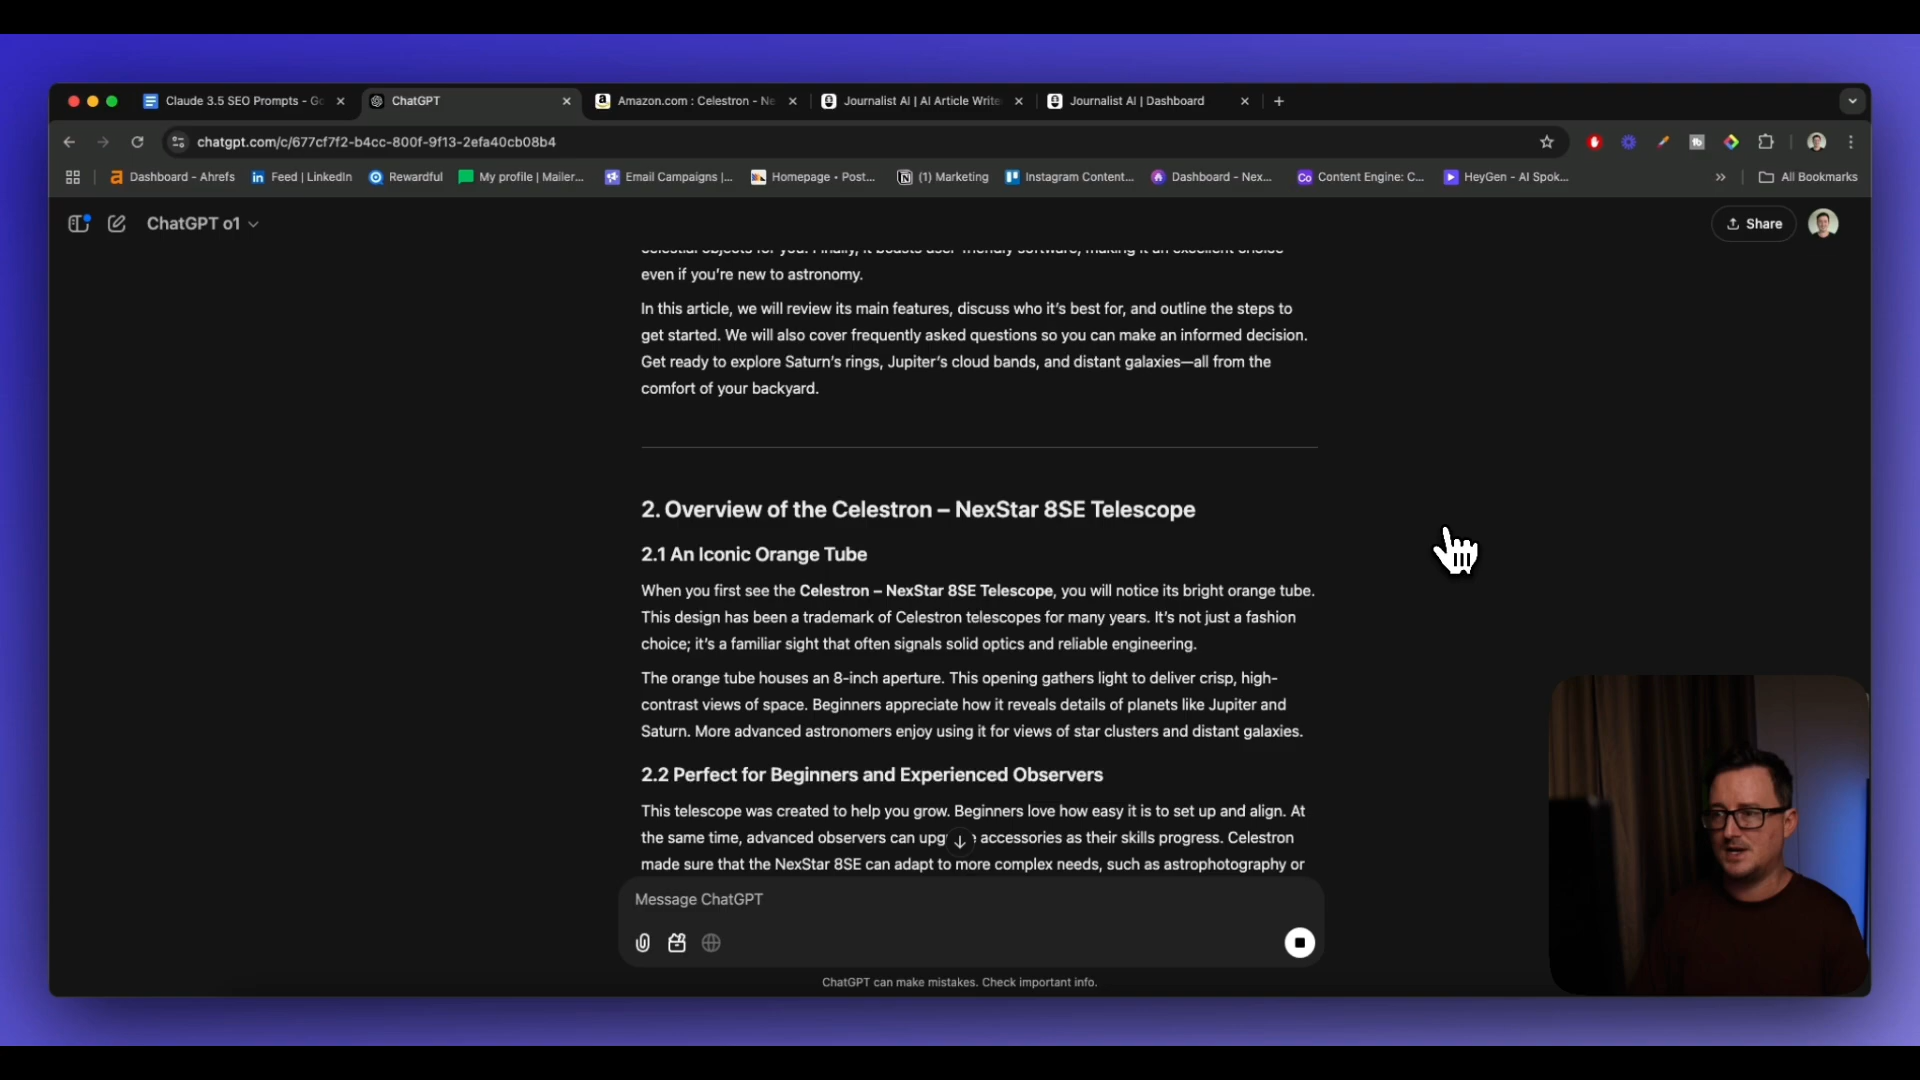 Claude 3.5 SEO Prompts - Go
ChatGPT
Amazon.com : Celestron - Ne
Journalist AI | AI Article Write
Journalist AI | Dashboard
chatgpt.com/c/677cf7f2-b4cc-800f-9f13-2efa40cb08b4
Dashboard - Ahrefs
Feed | LinkedIn
Rewardful
My profile | Mailer...
Email Campaigns |...
Homepage • Post...
(1) Marketing
Instagram Content...
Dashboard - Nex...
Content Engine: C...
HeyGen - AI Spok...
All Bookmarks
ChatGPT o1
Share
celestial objects for you. Finally, it boasts user-friendly software, making it an excellent choice
even if you're new to astronomy.
In this article, we will review its main features, discuss who it's best for, and outline the steps to
get started. We will also cover frequently asked questions so you can make an informed decision.
Get ready to explore Saturn's rings, Jupiter's cloud bands, and distant galaxies—all from the
comfort of your backyard.
2. Overview of the Celestron – NexStar 8SE Telescope
2.1 An Iconic Orange Tube
When you first see the Celestron – NexStar 8SE Telescope, you will notice its bright orange tube.
This design has been a trademark of Celestron telescopes for many years. It's not just a fashion
choice; it's a familiar sight that often signals solid optics and reliable engineering.
The orange tube houses an 8-inch aperture. This opening gathers light to deliver crisp, high-
contrast views of space. Beginners appreciate how it reveals details of planets like Jupiter and
Saturn. More advanced astronomers enjoy using it for views of star clusters and distant galaxies.
2.2 Perfect for Beginners and Experienced Observers
This telescope was created to help you grow. Beginners love how easy it is to set up and align. At
the same time, advanced observers can upg e accessories as their skills progress. Celestron
made sure that the NexStar 8SE can adapt to more complex needs, such as astrophotography or
Message ChatGPT
ChatGPT can make mistakes. Check important info.